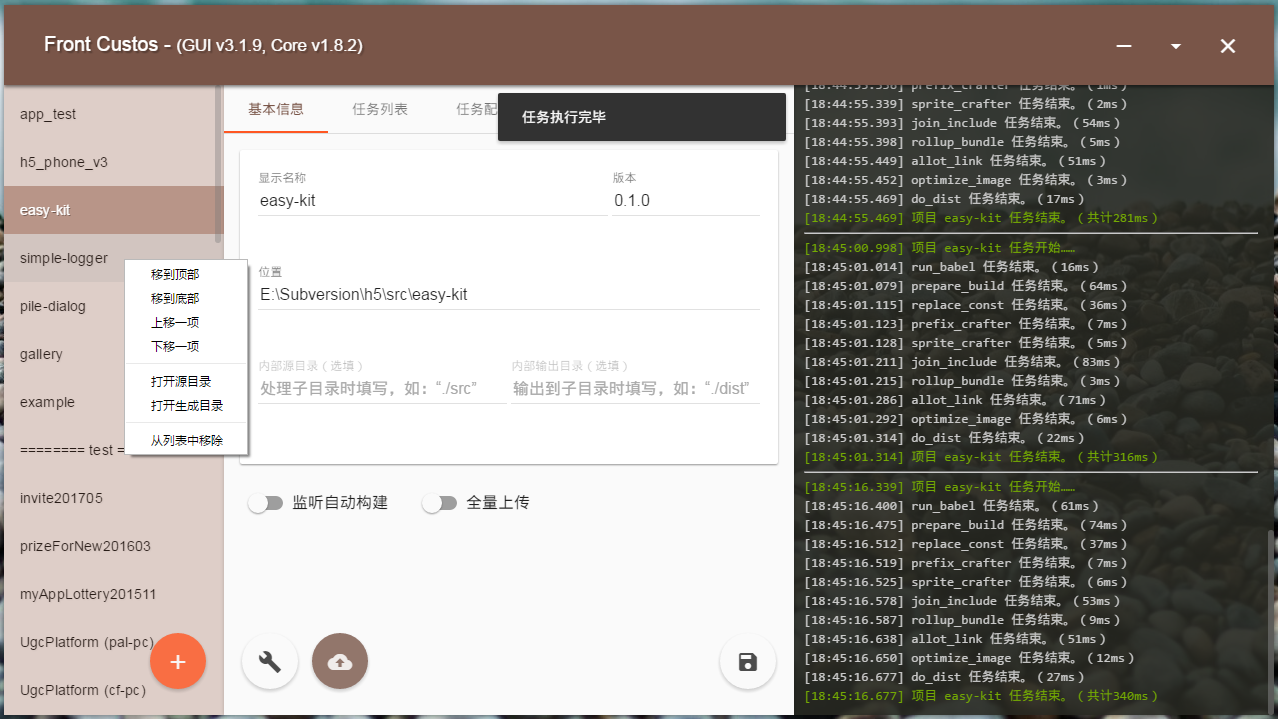 Front Custos - (GUI v3.1.9, Core v1.8.2)
app_test
h5_phone_v3
easy-kit
simple-logger
pile-dialog
gallery
example
======== test =
invite201705
prizeForNew201603
myAppLottery201511
UgcPlatform (pal-pc)
UgcPlatform (cf-pc)
移到顶部
移到底部
上移一项
下移一项
打开源目录
打开生成目录
从列表中移除
基本信息
任务列表
任务配
任务执行完毕
显示名称
版本
easy-kit
0.1.0
位置
E:\Subversion\h5\src\easy-kit
内部源目录（选填）
内部输出目录（选填）
处理子目录时填写，如：“./src”
输出到子目录时填写，如：“./dist”
监听自动构建
全量上传
[18:44:55.338] prefix_crafter 任务结束。（1ms）
[18:44:55.339] sprite_crafter 任务结束。（2ms）
[18:44:55.393] join_include 任务结束。（54ms）
[18:44:55.398] rollup_bundle 任务结束。（5ms）
[18:44:55.449] allot_link 任务结束。（51ms）
[18:44:55.452] optimize_image 任务结束。（3ms）
[18:44:55.469] do_dist 任务结束。（17ms）
[18:44:55.469] 项目 easy-kit 任务结束。（共计281ms）
[18:45:00.998] 项目 easy-kit 任务开始……
[18:45:01.014] run_babel 任务结束。（16ms）
[18:45:01.079] prepare_build 任务结束。（64ms）
[18:45:01.115] replace_const 任务结束。（36ms）
[18:45:01.123] prefix_crafter 任务结束。（7ms）
[18:45:01.128] sprite_crafter 任务结束。（5ms）
[18:45:01.211] join_include 任务结束。（83ms）
[18:45:01.215] rollup_bundle 任务结束。（3ms）
[18:45:01.286] allot_link 任务结束。（71ms）
[18:45:01.292] optimize_image 任务结束。（6ms）
[18:45:01.314] do_dist 任务结束。（22ms）
[18:45:01.314] 项目 easy-kit 任务结束。（共计316ms）
[18:45:16.339] 项目 easy-kit 任务开始……
[18:45:16.400] run_babel 任务结束。（61ms）
[18:45:16.475] prepare_build 任务结束。（74ms）
[18:45:16.512] replace_const 任务结束。（37ms）
[18:45:16.519] prefix_crafter 任务结束。（7ms）
[18:45:16.525] sprite_crafter 任务结束。（6ms）
[18:45:16.578] join_include 任务结束。（53ms）
[18:45:16.587] rollup_bundle 任务结束。（9ms）
[18:45:16.638] allot_link 任务结束。（51ms）
[18:45:16.650] optimize_image 任务结束。（12ms）
[18:45:16.677] do_dist 任务结束。（27ms）
[18:45:16.677] 项目 easy-kit 任务结束。（共计340ms）